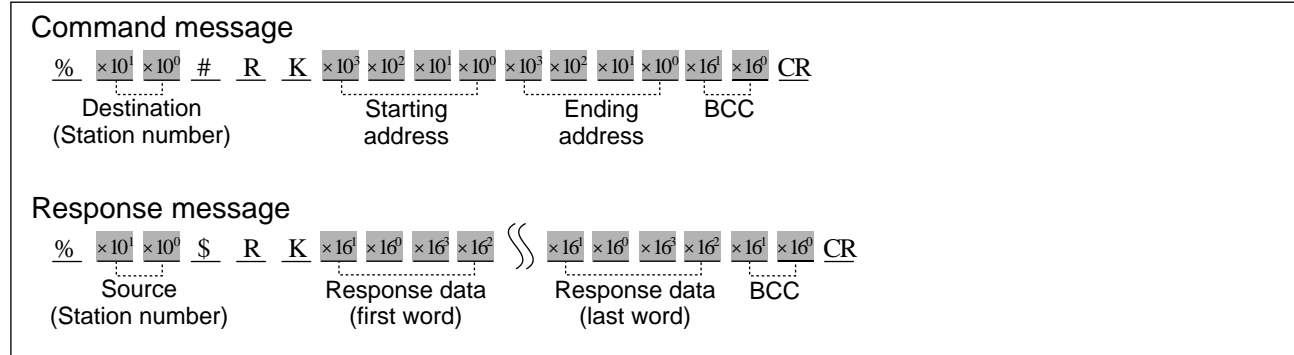 Command message
% ×10¹ ×10⁰ # R K ×10³ ×10² ×10¹ ×10⁰ ×10³ ×10² ×10¹ ×10⁰ ×16¹ ×16⁰ CR
Destination Starting Ending BCC
(Station number) address address
Response message
% ×10¹ ×10⁰ $ R K ×16¹ ×16⁰ ×16³ ×16² ×16¹ ×16⁰ ×16³ ×16² ×16¹ ×16⁰ CR
Source Response data Response data BCC
(Station number) (first word) (last word)